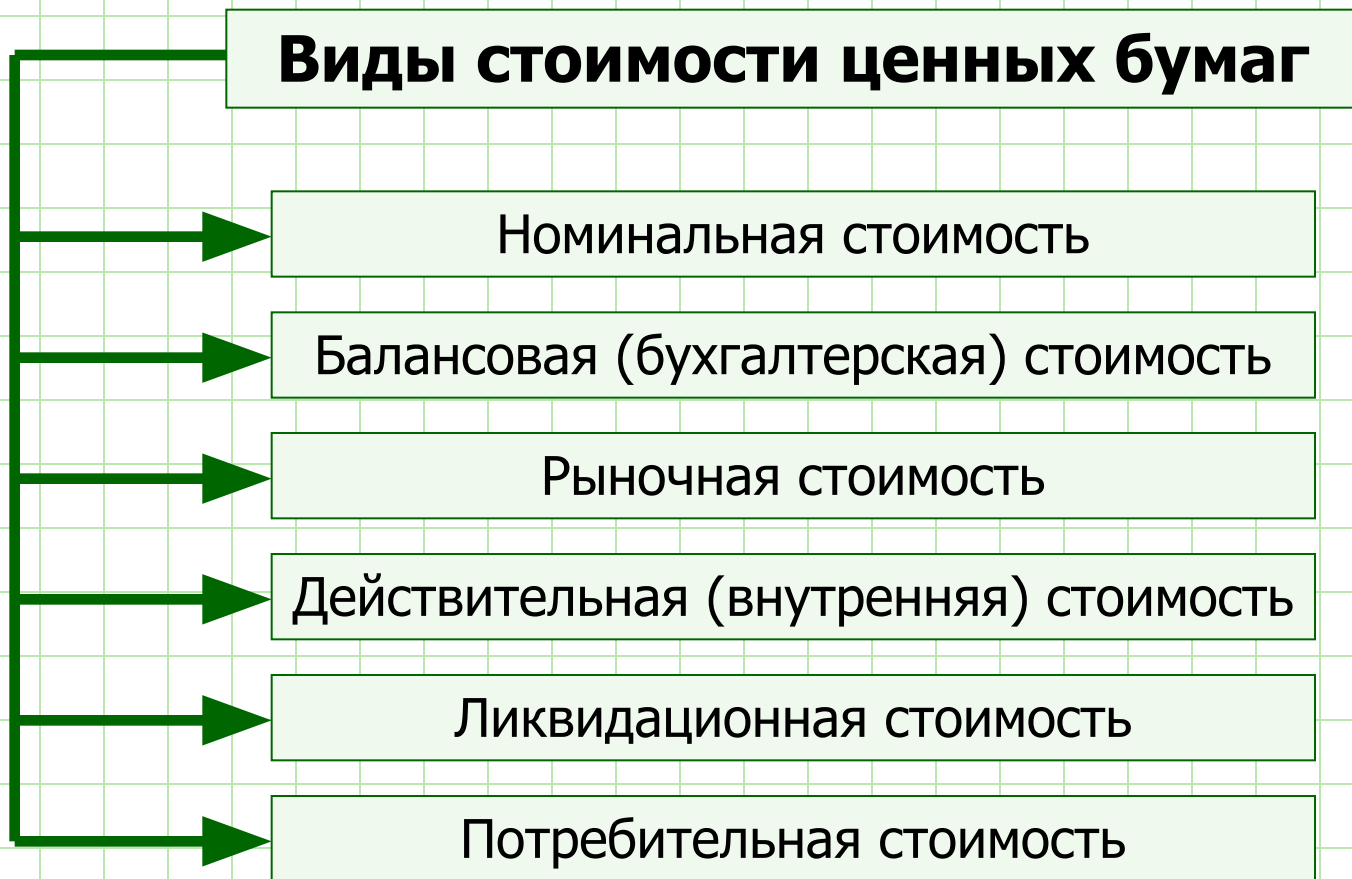 Виды стоимости ценных бумаг
Номинальная стоимость
Балансовая (бухгалтерская) стоимость
Рыночная стоимость
Действительная (внутренняя) стоимость
Ликвидационная стоимость
Потребительная стоимость